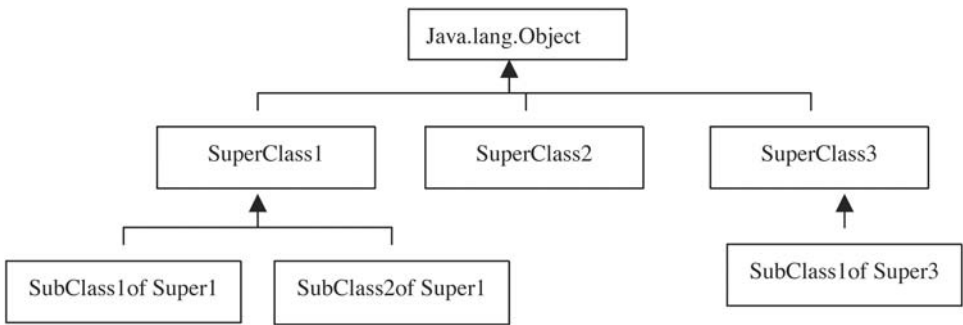 Java.lang.Object
SuperClass1
SuperClass2
SuperClass3
SubClass1of Super1
SubClass2of Super1
SubClass1of Super3